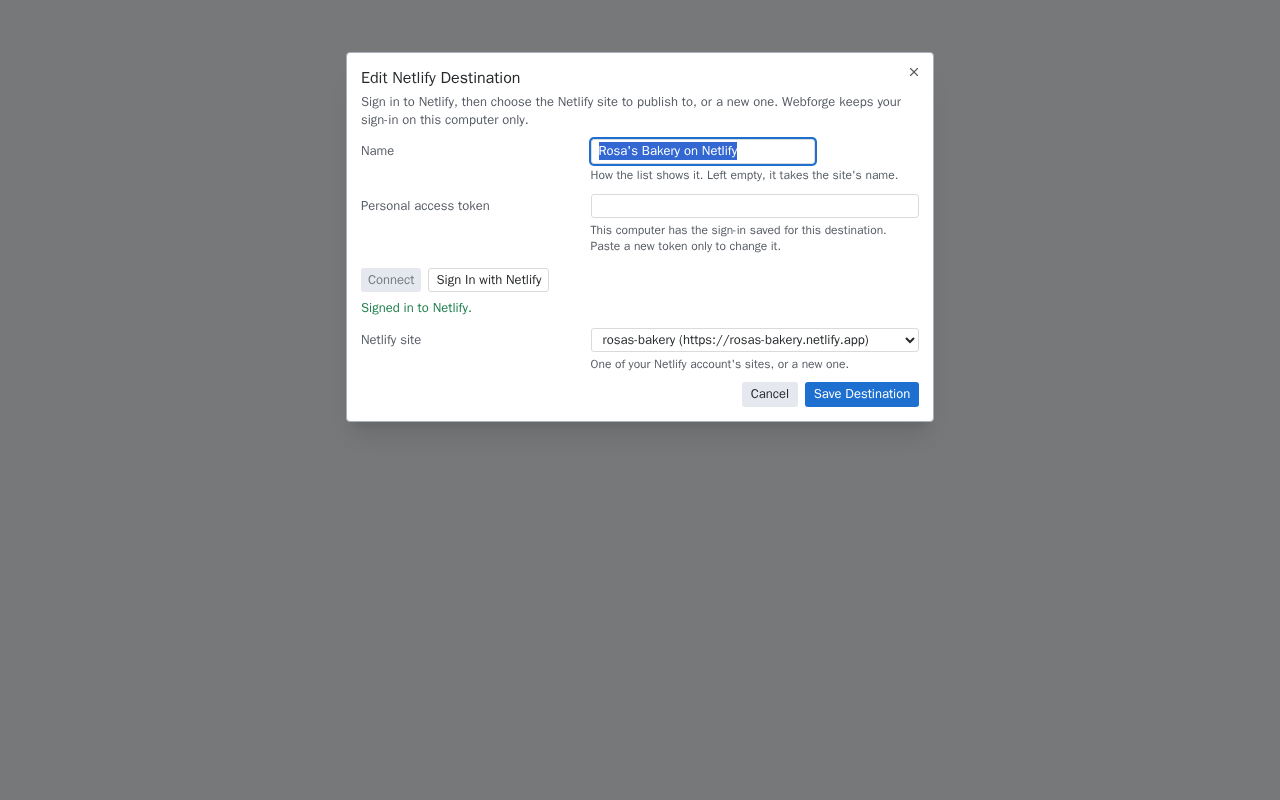 Edit Netlify Destination
×
Sign in to Netlify, then choose the Netlify site to publish to, or a new one. Webforge keeps your
sign-in on this computer only.
Name
Rosa's Bakery on Netlify
How the list shows it. Left empty, it takes the site's name.
Personal access token
This computer has the sign-in saved for this destination.
Paste a new token only to change it.
Connect
Sign In with Netlify
Signed in to Netlify.
Netlify site
rosas-bakery (https://rosas-bakery.netlify.app)
One of your Netlify account's sites, or a new one.
Cancel
Save Destination